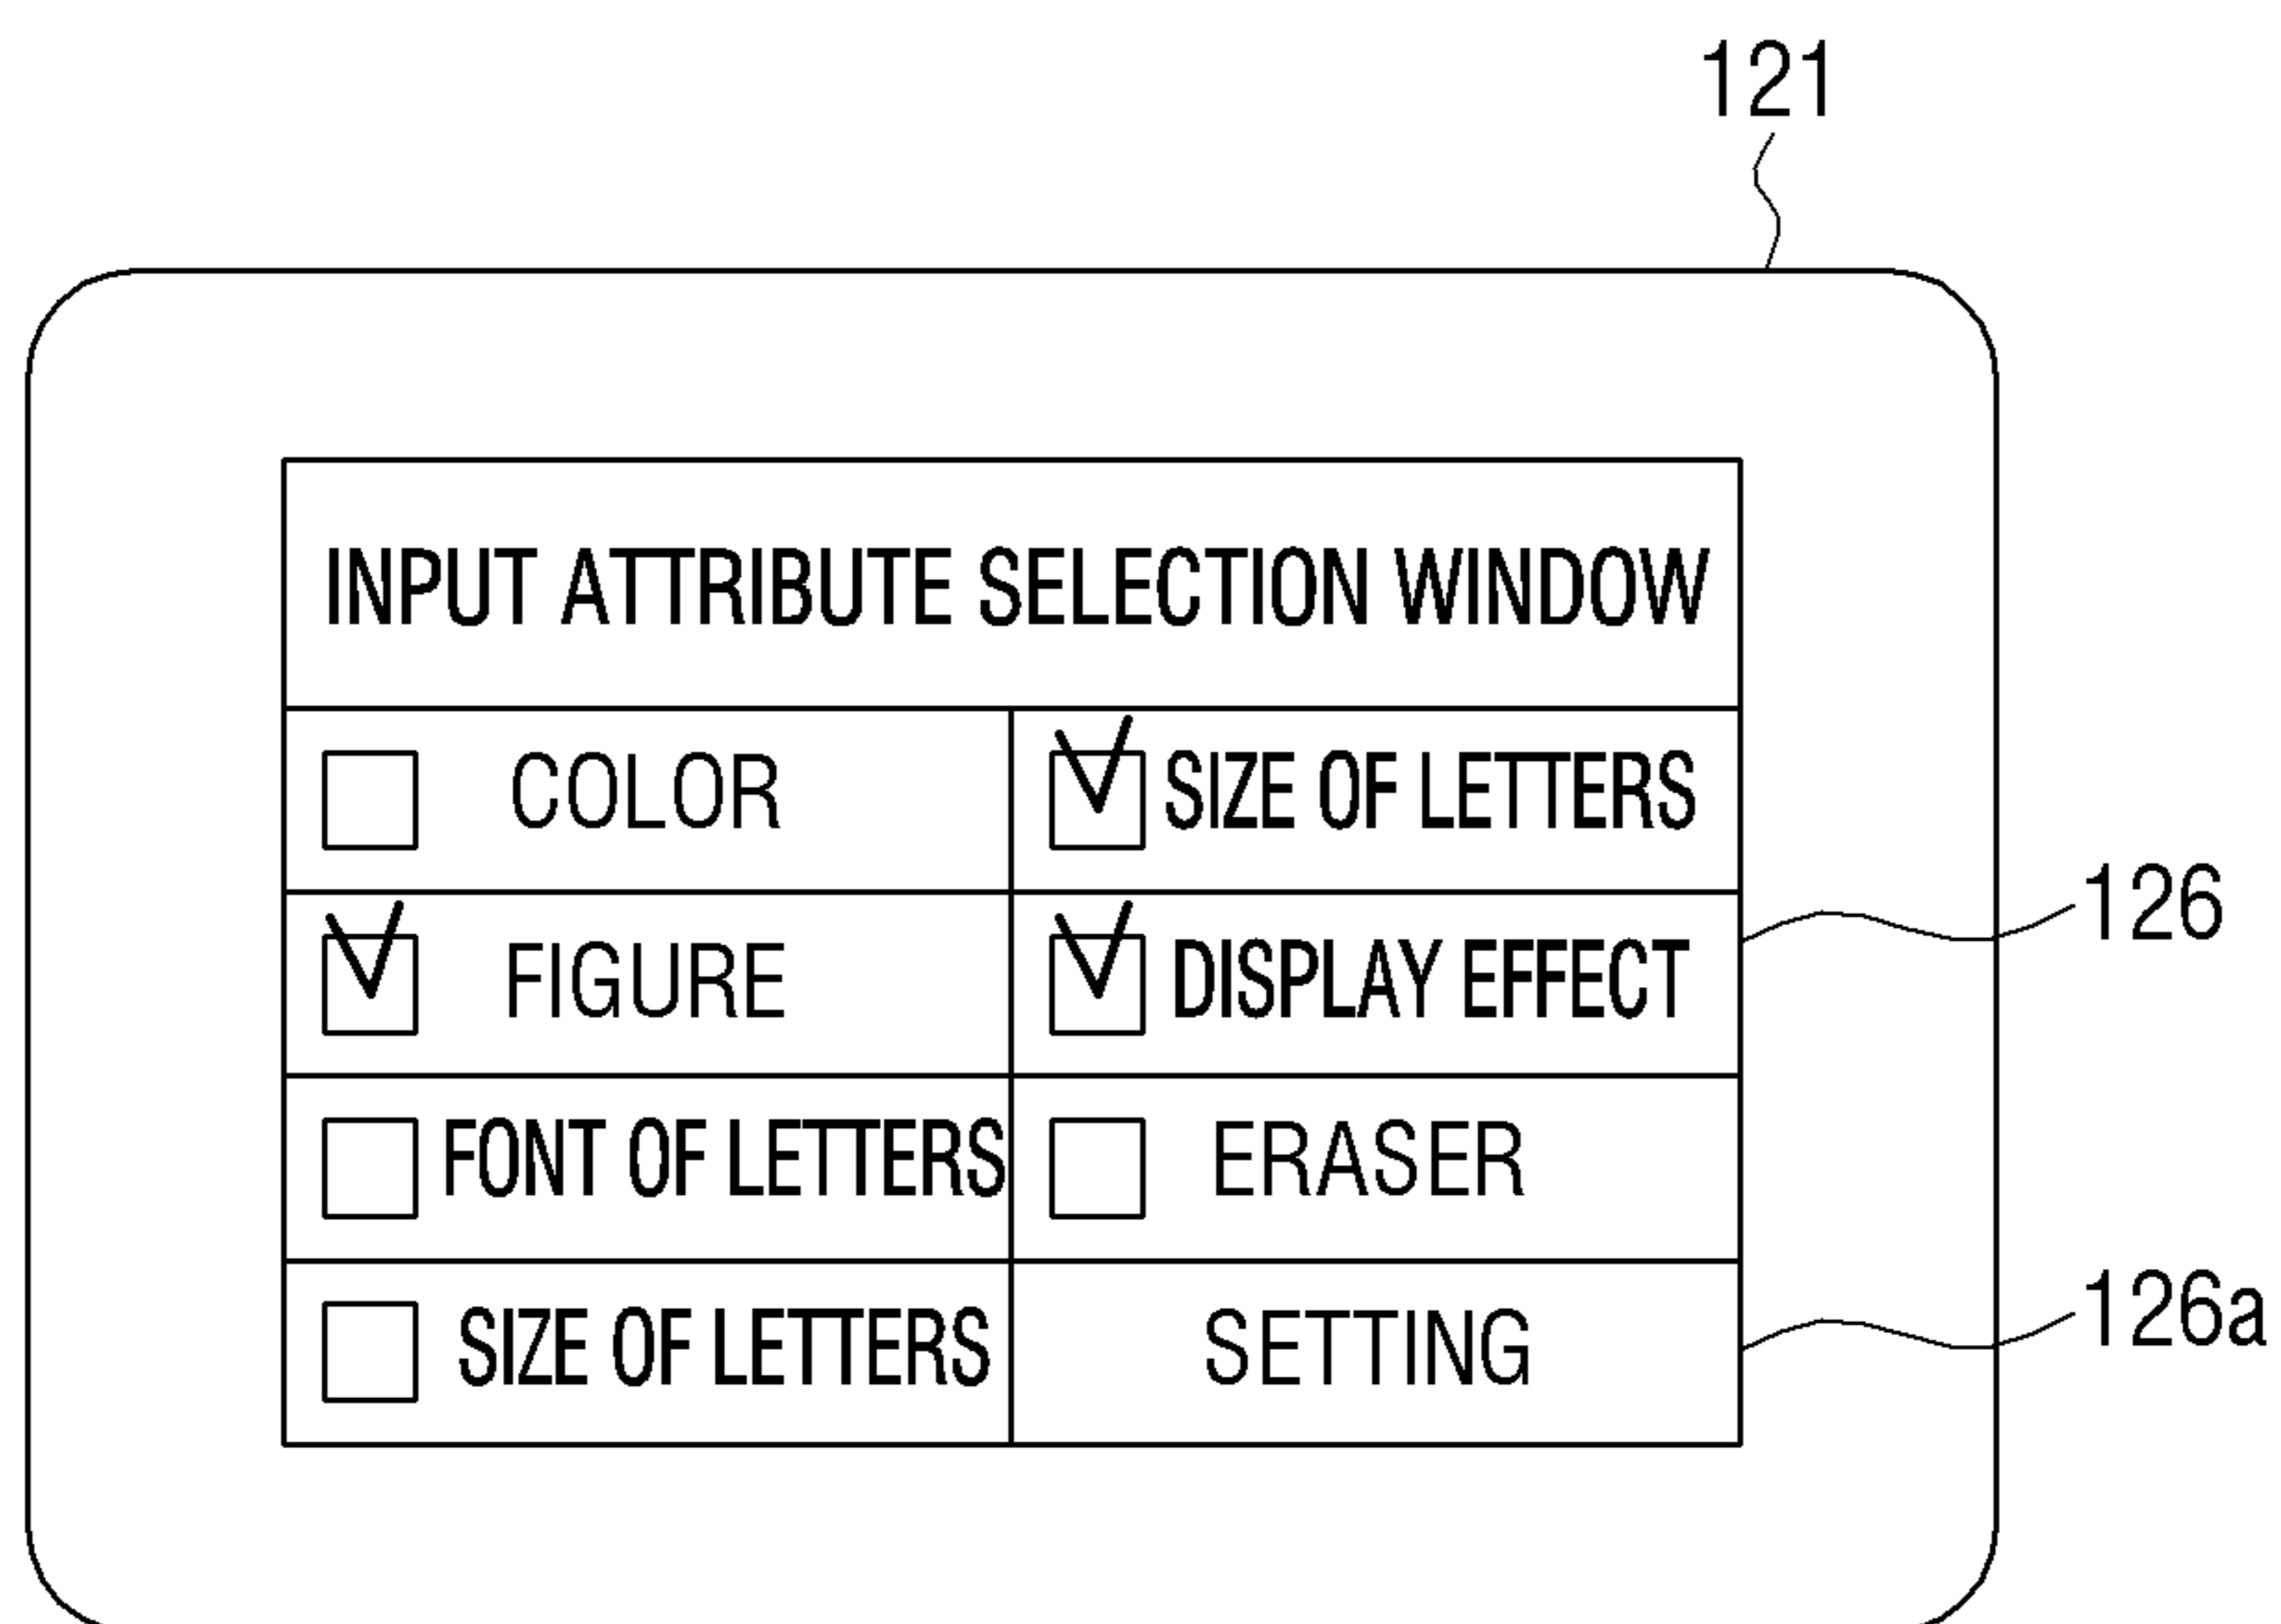 121
INPUT ATTRIBUTE SELECTION WINDOW
COLOR
SIZE OF LETTERS
FIGURE
DISPLAY EFFECT
126
FONT OF LETTERS
ERASER
SIZE OF LETTERS
SETTING
126a